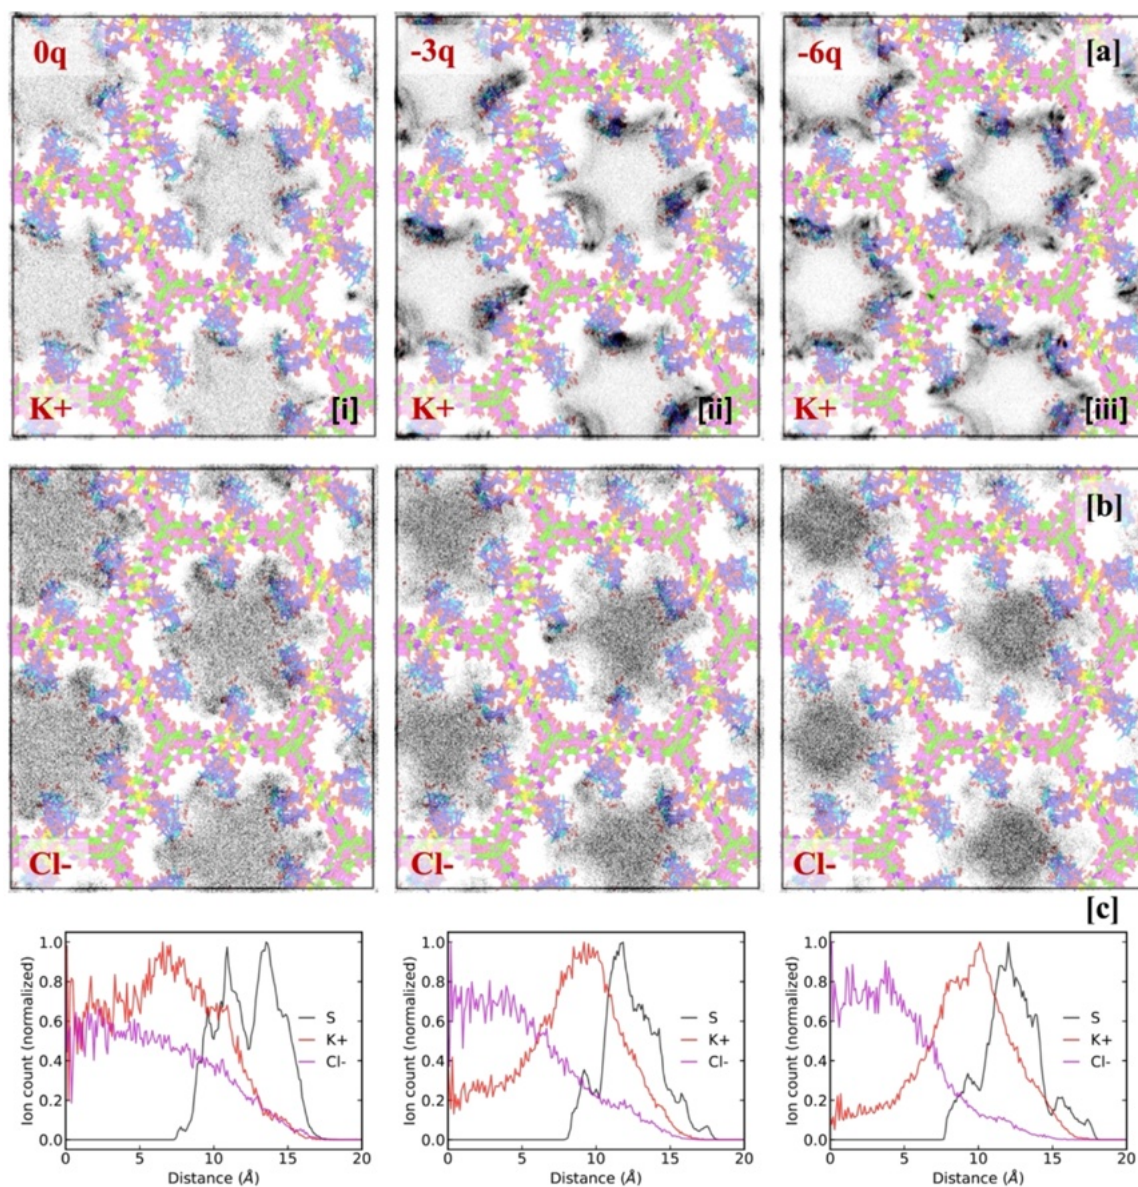 0q
-3q
-6q
[a]
K+
[i]
K+
[ii]
K+
[iii]
[b]
Cl-
Cl-
Cl-
[c]
Ion count (normalized)
1.0
0.8
0.6
0.4
0.2
0.0
S
K+
Cl-
0 5 10 15 20
Distance (Å)
Ion count (normalized)
1.0
0.8
0.6
0.4
0.2
0.0
S
K+
Cl-
0 5 10 15 20
Distance (Å)
Ion count (normalized)
1.0
0.8
0.6
0.4
0.2
0.0
S
K+
Cl-
0 5 10 15 20
Distance (Å)